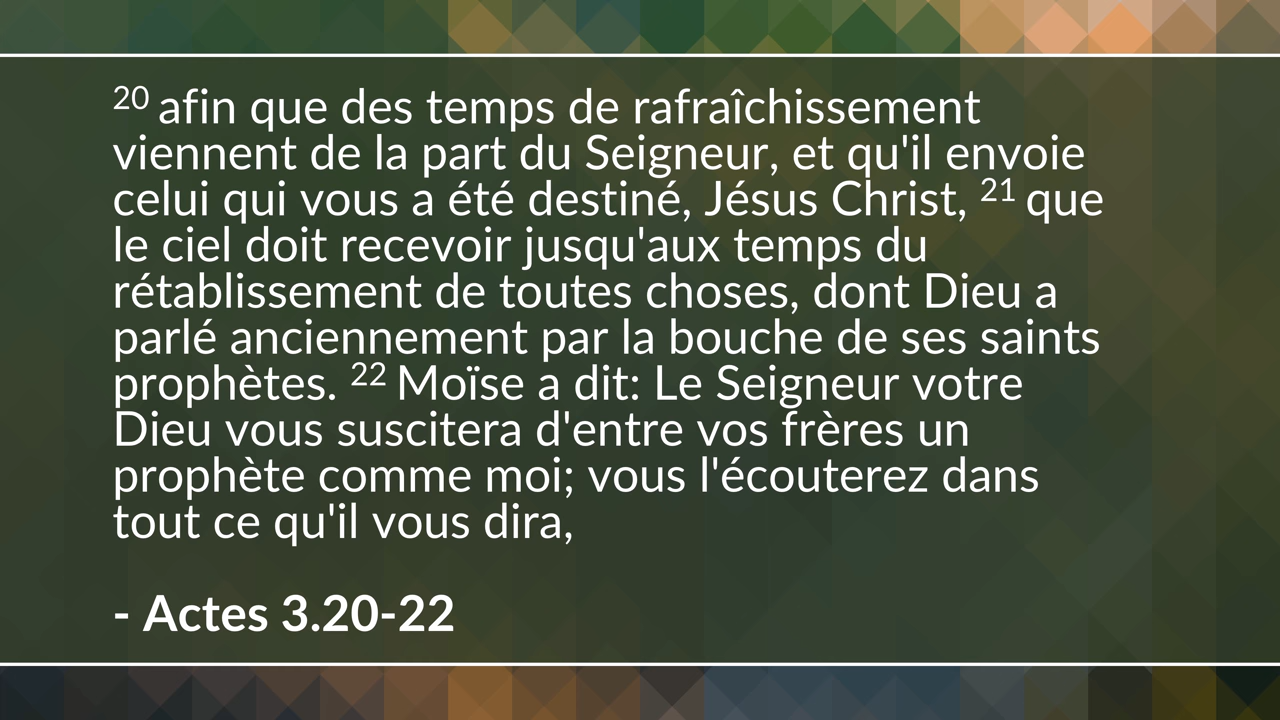 20 afin que des temps de rafraîchissement
viennent de la part du Seigneur, et qu'il envoie
celui qui vous a été destiné, Jésus Christ, 21 que
le ciel doit recevoir jusqu'aux temps du
rétablissement de toutes choses, dont Dieu a
parlé anciennement par la bouche de ses saints
prophètes. 22 Moïse a dit: Le Seigneur votre
Dieu vous suscitera d'entre vos frères un
prophète comme moi; vous l'écouterez dans
tout ce qu'il vous dira,
- Actes 3.20-22